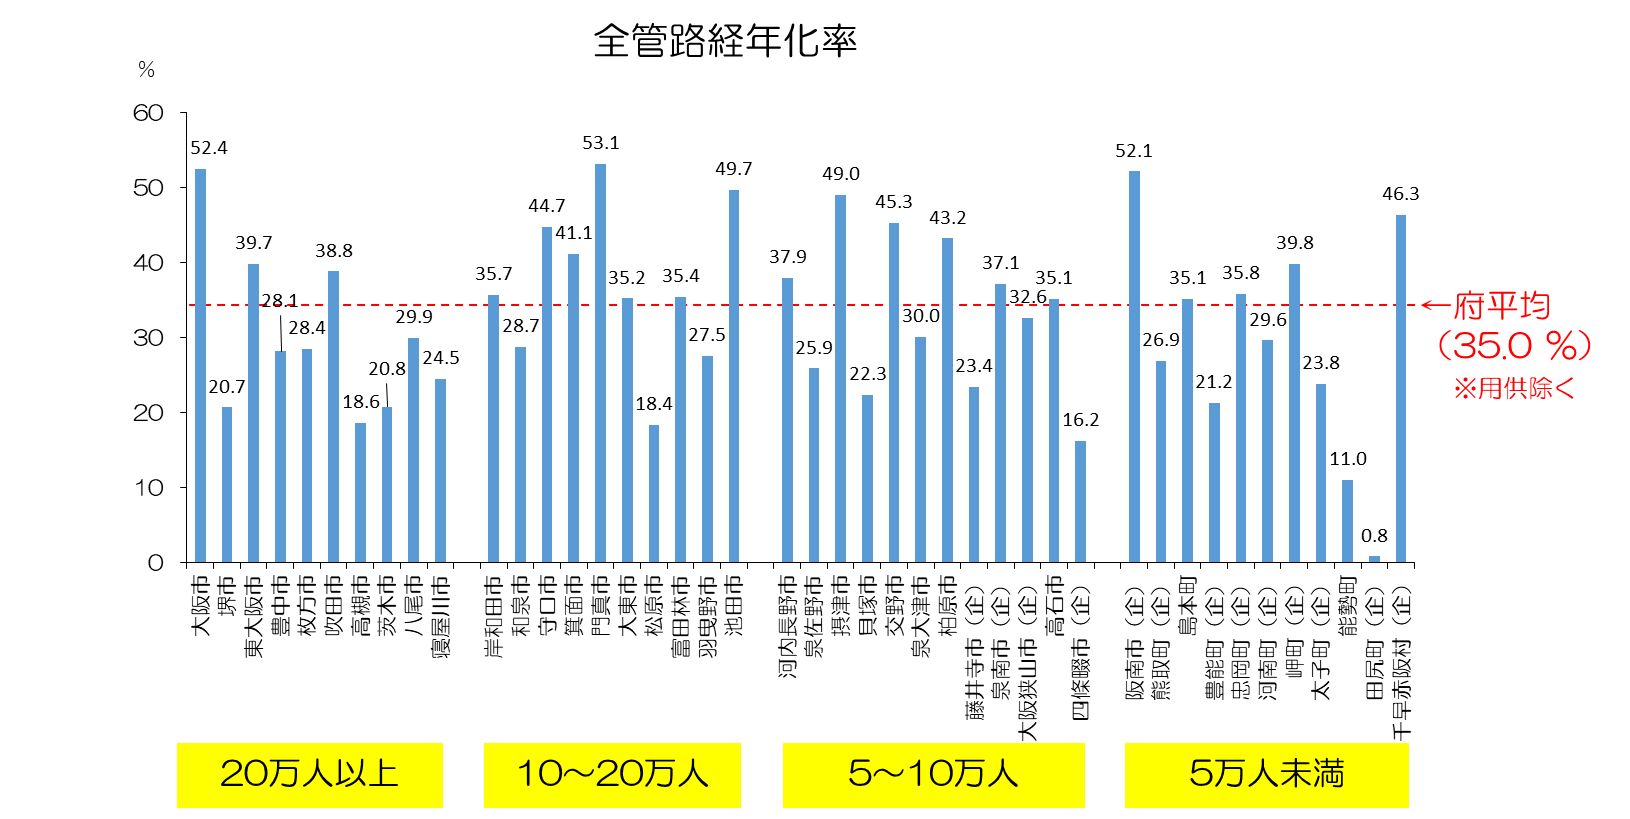 全管路経年化率
%
60
50
40
30
20
10
0
52.4
20.7
39.7
28.1
28.4
38.8
18.6
20.8
29.9
24.5
35.7
28.7
44.7
41.1
53.1
35.2
18.4
35.4
27.5
49.7
37.9
25.9
49.0
22.3
45.3
30.0
43.2
23.4
37.1
32.6
35.1
16.2
52.1
26.9
35.1
21.2
35.8
29.6
39.8
23.8
11.0
0.8
46.3
←府平均
（35.0 %）
※用供除く
大阪市
堺市
東大阪市
豊中市
枚方市
吹田市
高槻市
茨木市
八尾市
寝屋川市
岸和田市
和泉市
守口市
箕面市
門真市
大東市
松原市
富田林市
羽曳野市
池田市
河内長野市
泉佐野市
摂津市
貝塚市
交野市
泉大津市
柏原市
藤井寺市（企）
泉南市（企）
大阪狭山市（企）
高石市
四條畷市（企）
阪南市（企）
熊取町（企）
島本町
豊能町（企）
忠岡町（企）
河南町（企）
岬町（企）
太子町（企）
能勢町
田尻町（企）
千早赤阪村（企）
20万人以上
10～20万人
5～10万人
5万人未満